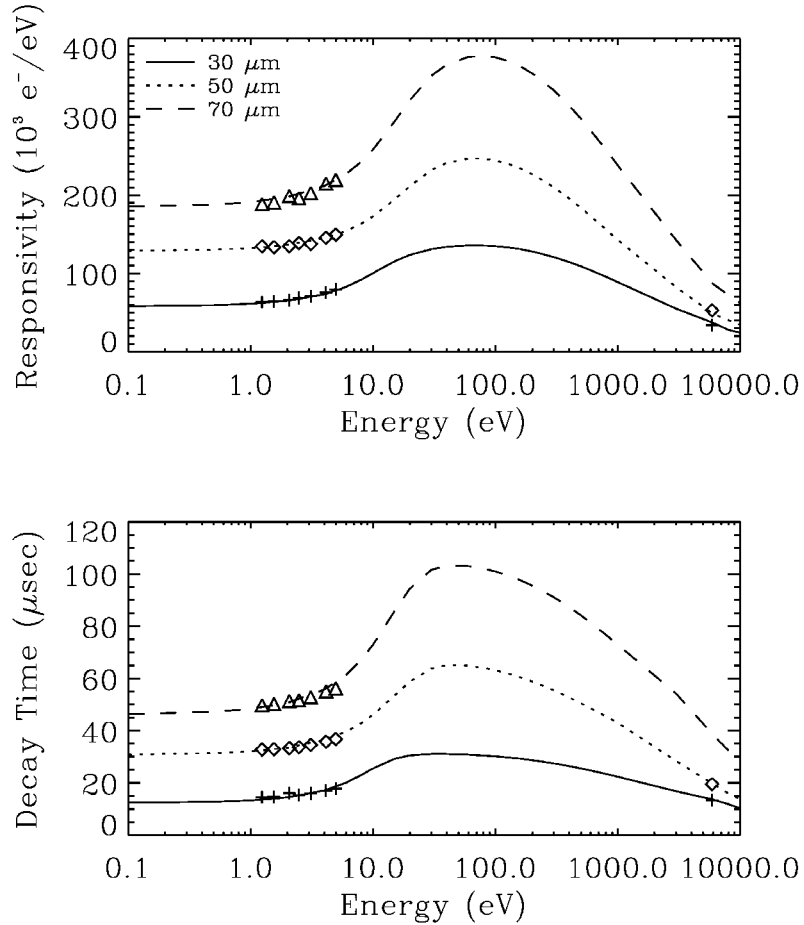 Responsivity (10³ e⁻/eV)
400
300
200
100
0
30 μm
50 μm
70 μm
0.1 1.0 10.0 100.0 1000.0 10000.0
Energy (eV)
Decay Time (μsec)
120
100
80
60
40
20
0
0.1 1.0 10.0 100.0 1000.0 10000.0
Energy (eV)